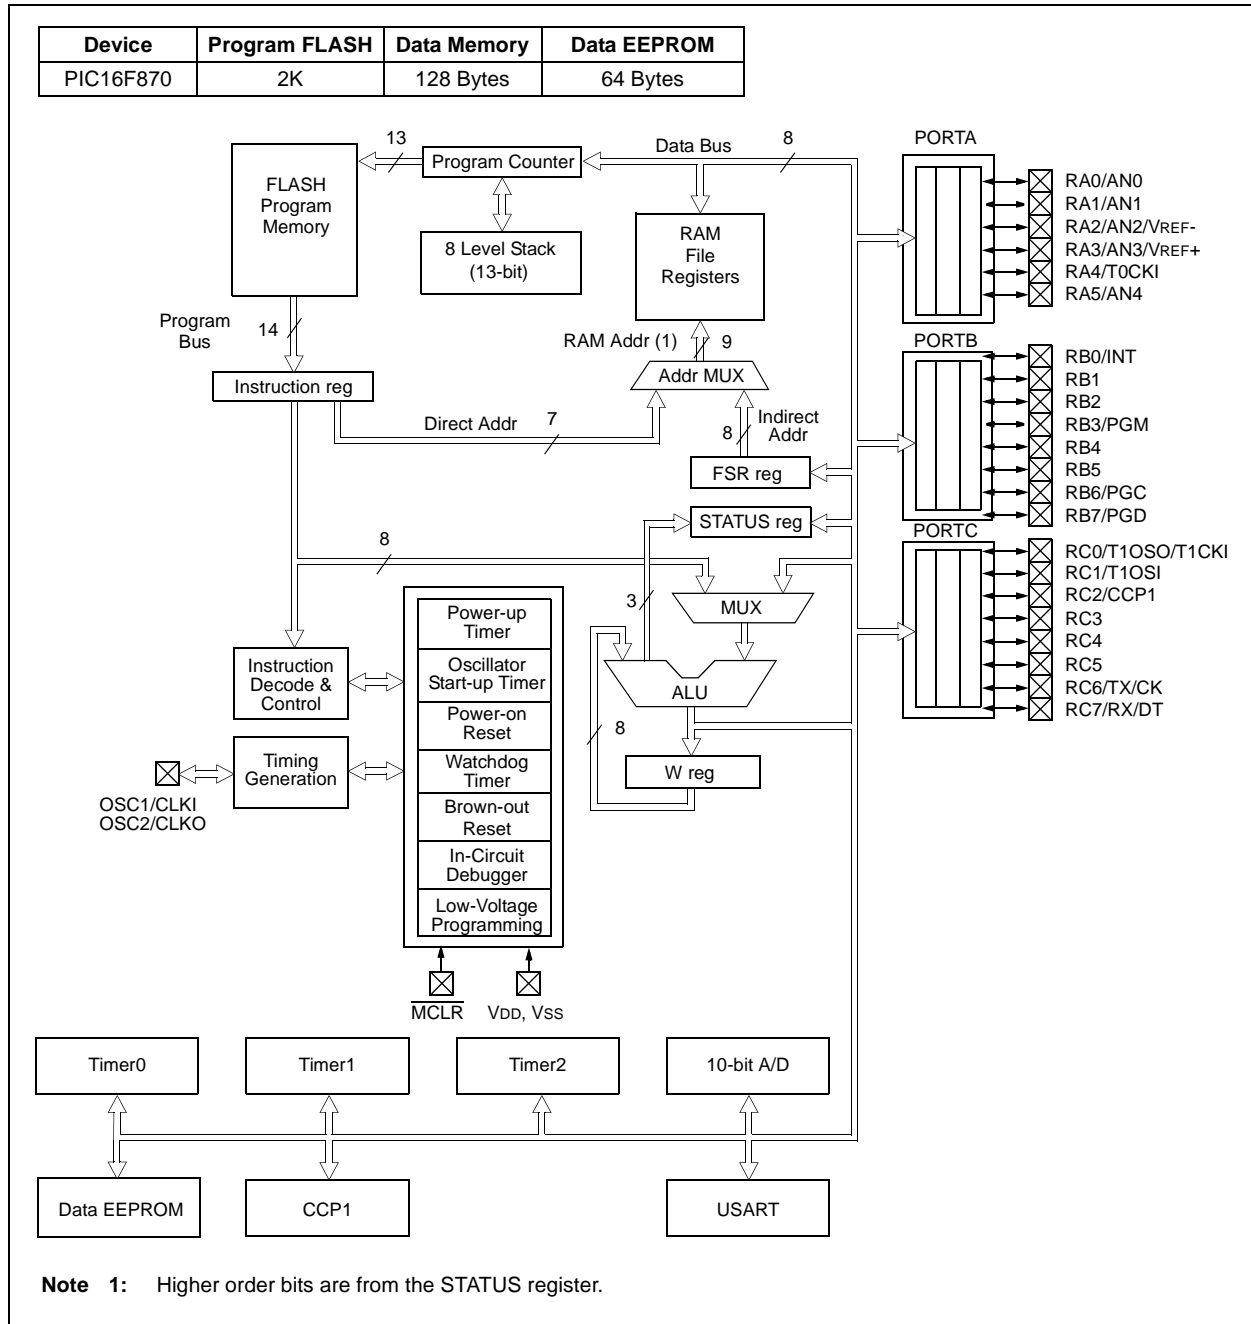 Device Program FLASH Data Memory Data EEPROM
PIC16F870 2K 128 Bytes 64 Bytes
13
Data Bus
8
PORTA
FLASH
Program
Memory
Program Counter
8 Level Stack
(13-bit)
RAM
File
Registers
RA0/AN0
RA1/AN1
RA2/AN2/VREF-
RA3/AN3/VREF+
RA4/T0CKI
RA5/AN4
Program
Bus
14
RAM Addr (1)
9
PORTB
Instruction reg
Addr MUX
Direct Addr
7
8
Indirect
Addr
FSR reg
STATUS reg
RB0/INT
RB1
RB2
RB3/PGM
RB4
RB5
RB6/PGC
RB7/PGD
PORTC
8
3
MUX
RC0/T1OSO/T1CKI
RC1/T1OSI
RC2/CCP1
RC3
RC4
RC5
RC6/TX/CK
RC7/RX/DT
Power-up
Timer
Oscillator
Start-up Timer
Power-on
Reset
Watchdog
Timer
Brown-out
Reset
In-Circuit
Debugger
Low-Voltage
Programming
Instruction
Decode &
Control
ALU
8
W reg
Timing
Generation
OSC1/CLKI
OSC2/CLKO
MCLR
VDD, VSS
Timer0
Timer1
Timer2
10-bit A/D
Data EEPROM
CCP1
USART
Note 1: Higher order bits are from the STATUS register.